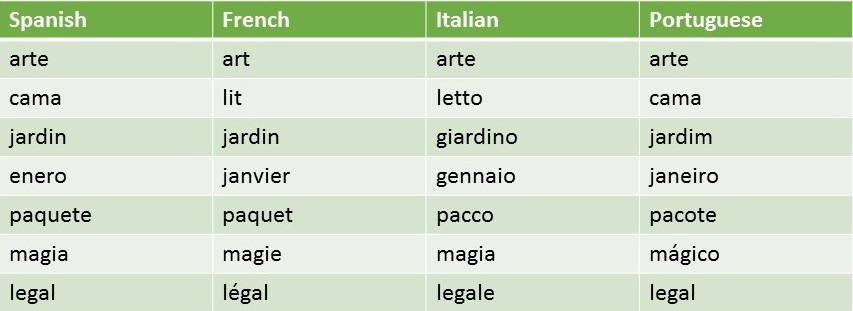 Spanish French Italian Portuguese
arte art arte arte
cama lit letto cama
jardin jardin giardino jardim
enero janvier gennaio janeiro
paquete paquet pacco pacote
magia magie magia mágico
legal légal legale legal